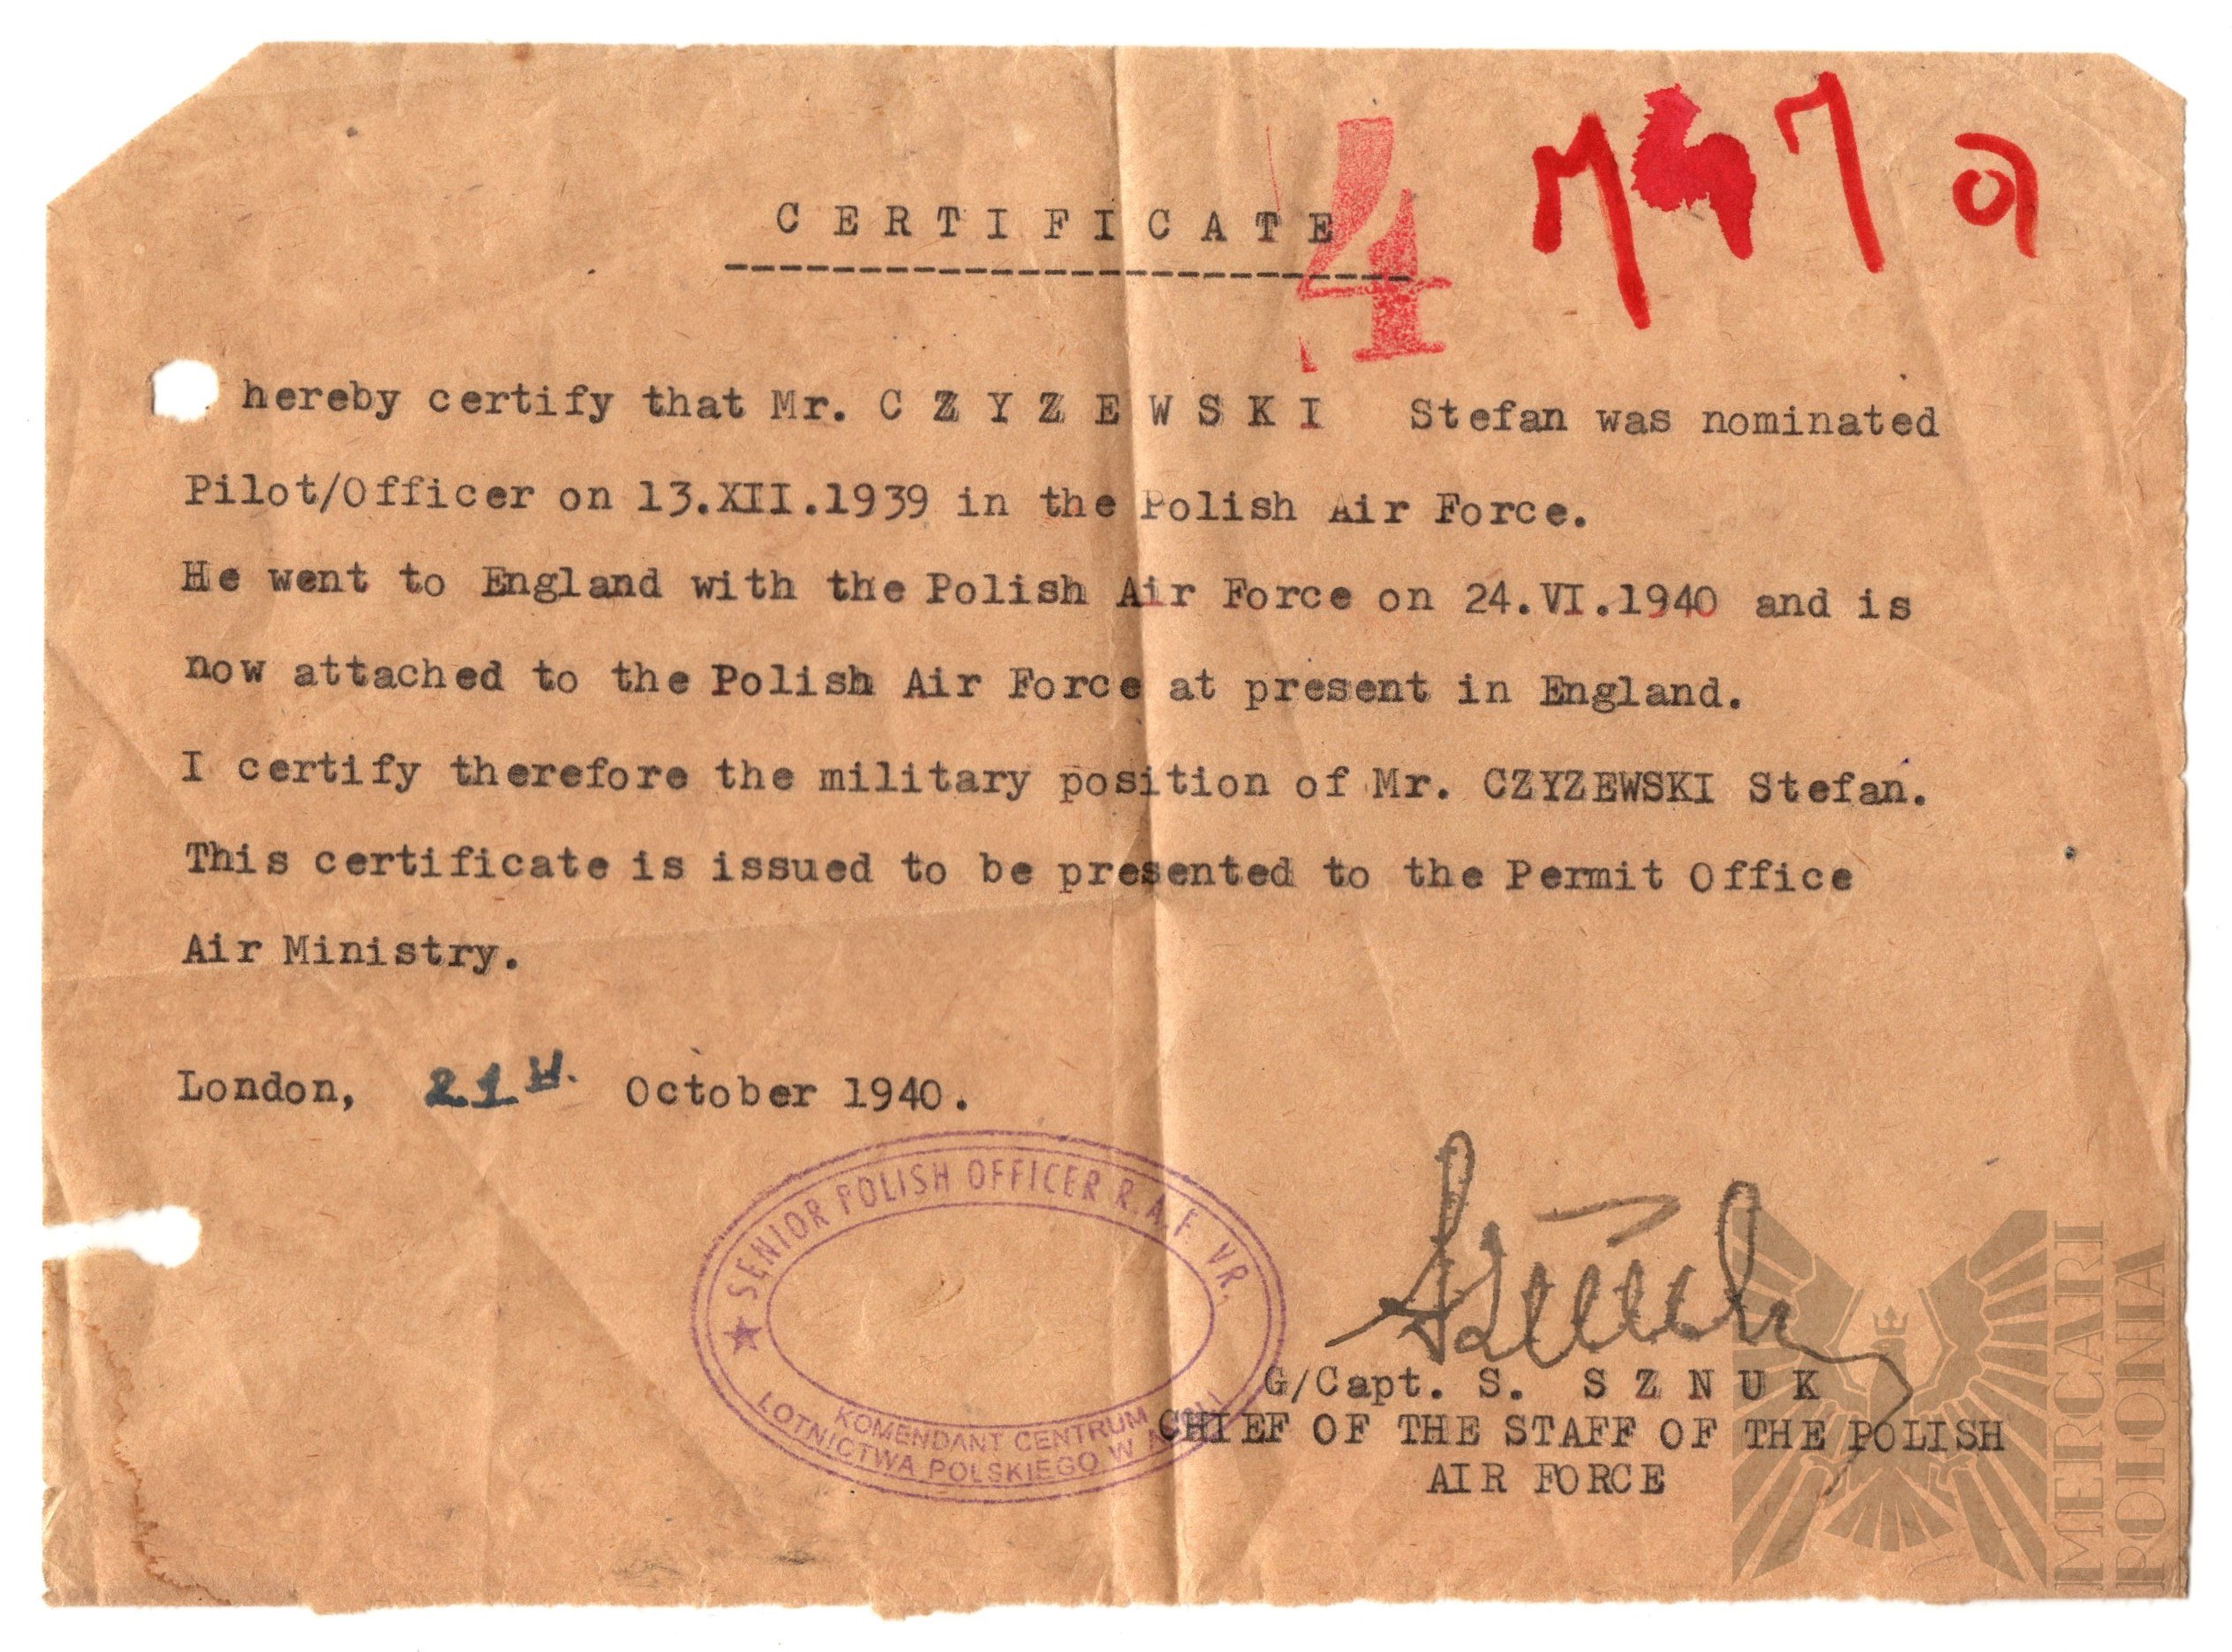 C E R T I F I C A T E
4
hereby certify that Mr. C Z Y Z E W S K I Stefan was nominated
Pilot/Officer on 13.XII.1939 in the Polish Air Force.
He went to England with the Polish Air Force on 24.VI.1940 and is
now attached to the Polish Air Force at present in England.
I certify therefore the military position of Mr. CZYZEWSKI Stefan.
This certificate is issued to be presented to the Permit Office
Air Ministry.
London, 21st October 1940.
★ SENIOR POLISH OFFICER R.A.F. V.R.
KOMENDANT CENTRUM
LOTNICTWA POLSKIEGO W
G/Capt. S. S Z N U K
CHIEF OF THE STAFF OF THE POLISH
AIR FORCE
MERCARI
POLONIA